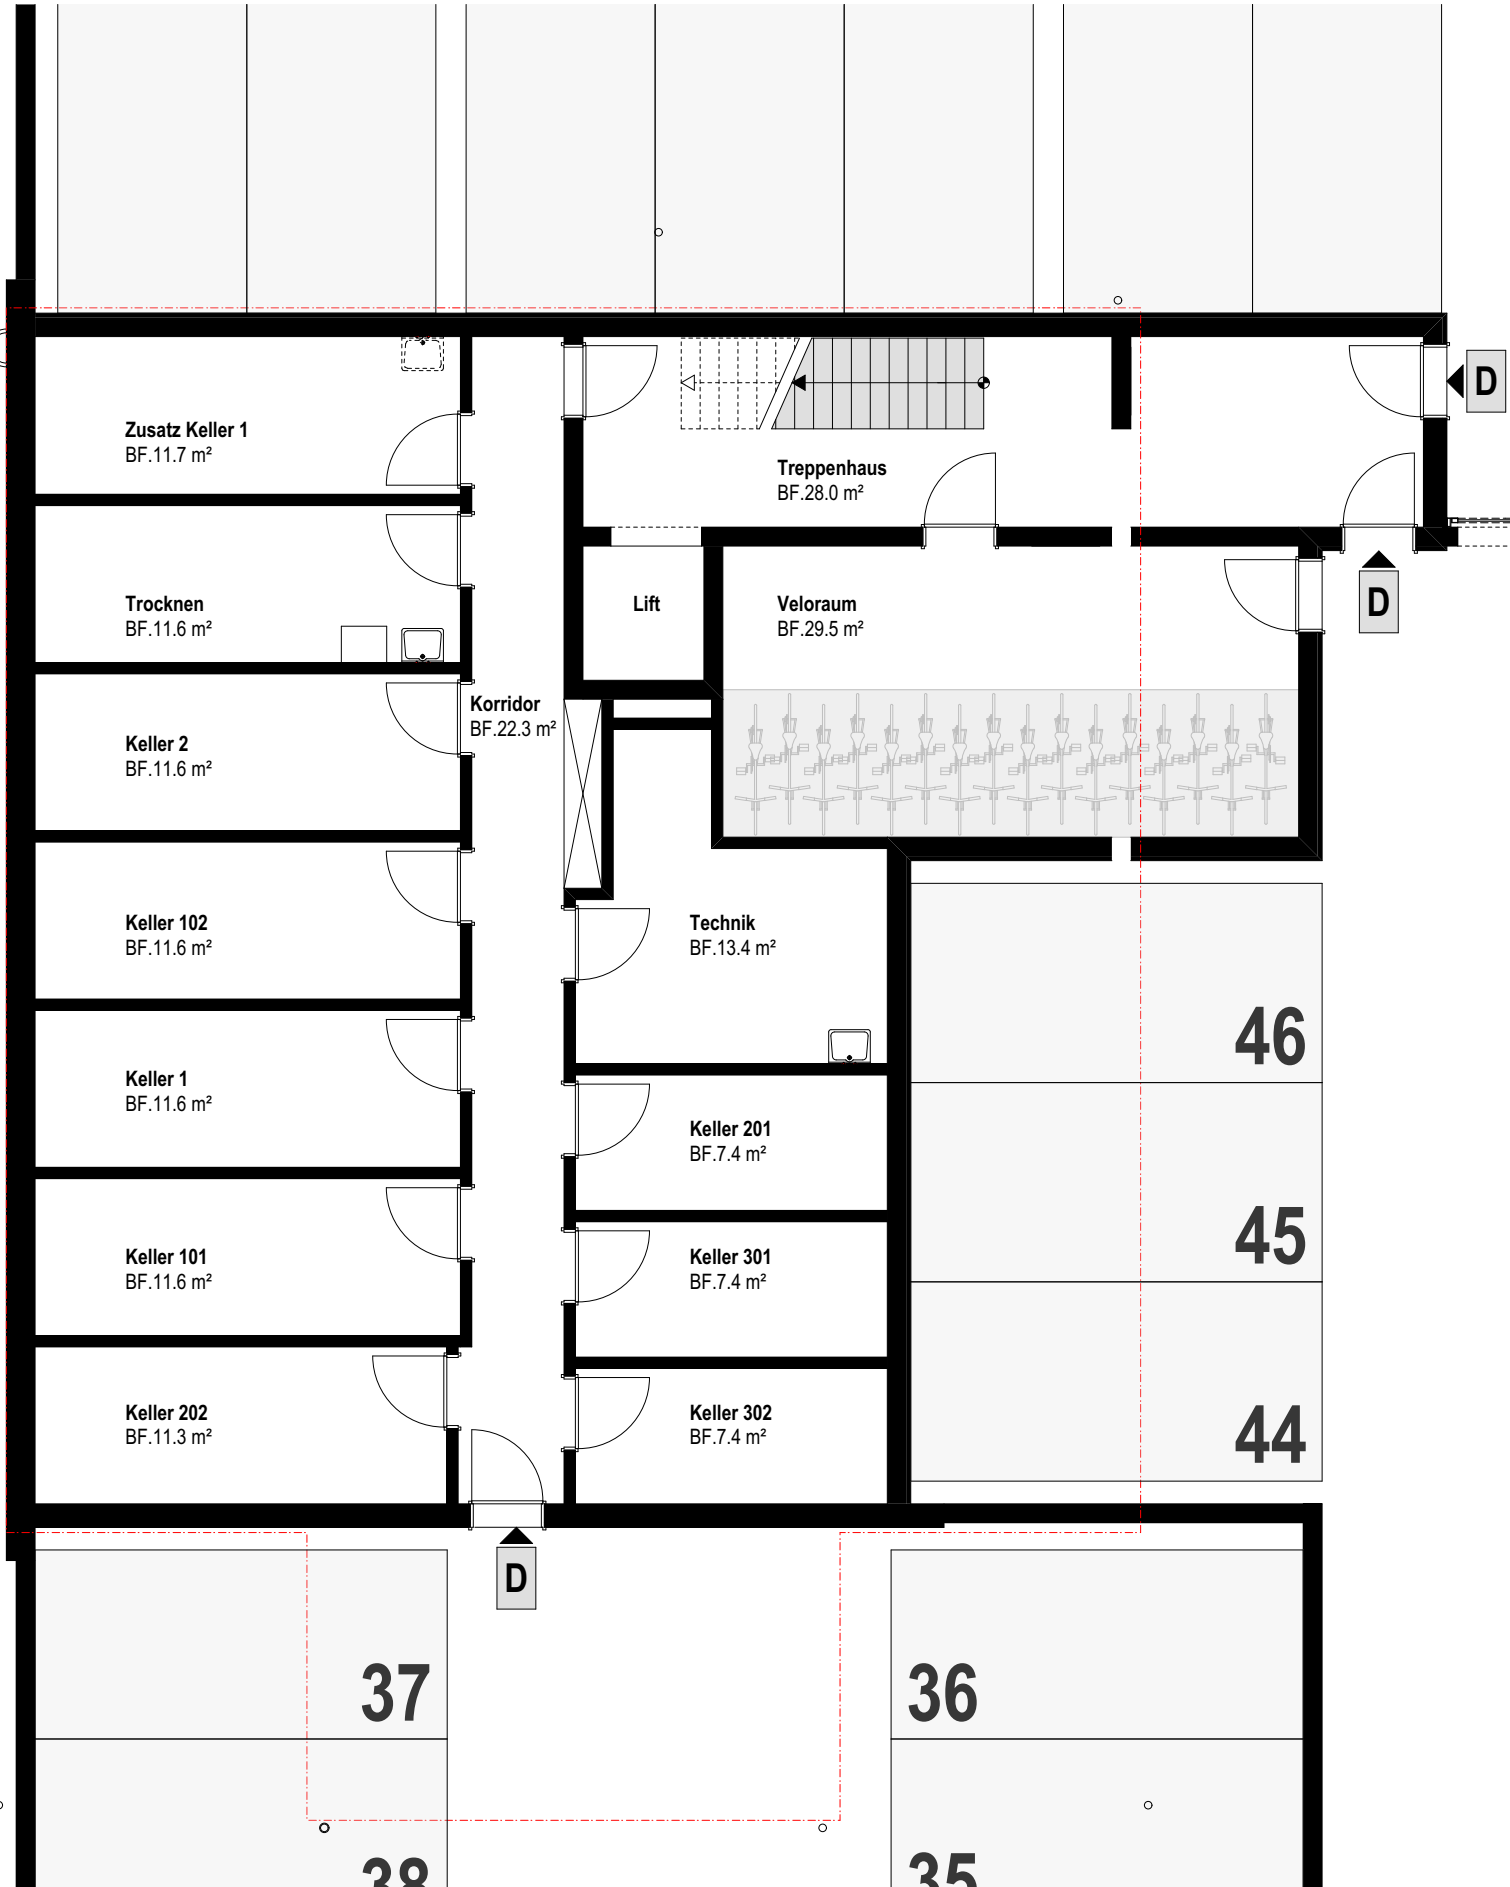 D
Zusatz Keller 1
BF.11.7 m²
Treppenhaus
BF.28.0 m²
Trocknen
BF.11.6 m²
Lift
Veloraum
BF.29.5 m²
D
Korridor
BF.22.3 m²
Keller 2
BF.11.6 m²
Keller 102
BF.11.6 m²
Technik
BF.13.4 m²
46
Keller 1
BF.11.6 m²
Keller 201
BF.7.4 m²
45
Keller 101
BF.11.6 m²
Keller 301
BF.7.4 m²
Keller 202
BF.11.3 m²
Keller 302
BF.7.4 m²
44
D
37
36
38
35